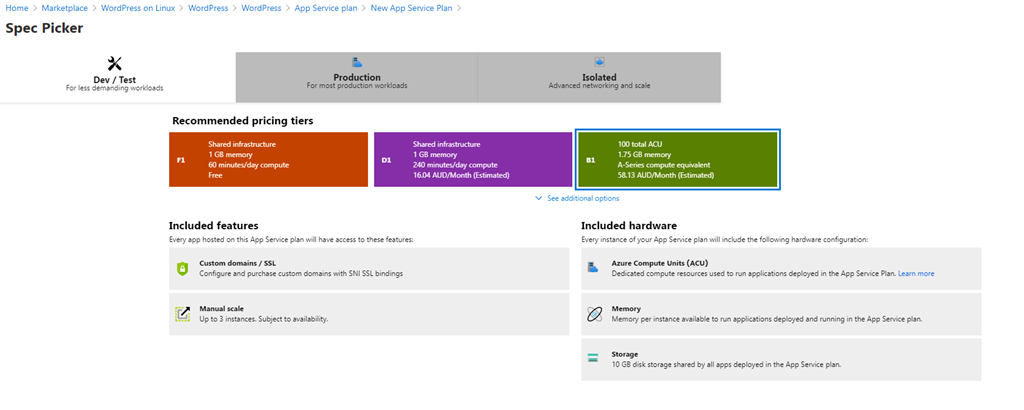 Home > Marketplace > WordPress on Linux > WordPress > WordPress > App Service plan > New App Service Plan >
Spec Picker
Dev / Test
For less demanding workloads
Production
For most production workloads
Isolated
Advanced networking and scale
Recommended pricing tiers
F1
Shared infrastructure
1 GB memory
60 minutes/day compute
Free
D1
Shared infrastructure
1 GB memory
240 minutes/day compute
16.04 AUD/Month (Estimated)
B1
100 total ACU
1.75 GB memory
A-Series compute equivalent
58.13 AUD/Month (Estimated)
See additional options
Included features
Every app hosted on this App Service plan will have access to these features:
Custom domains / SSL
Configure and purchase custom domains with SNI SSL bindings
Manual scale
Up to 3 instances. Subject to availability.
Included hardware
Every instance of your App Service plan will include the following hardware configuration:
Azure Compute Units (ACU)
Dedicated compute resources used to run applications deployed in the App Service Plan. Learn more
Memory
Memory per instance available to run applications deployed and running in the App Service plan.
Storage
10 GB disk storage shared by all apps deployed in the App Service plan.